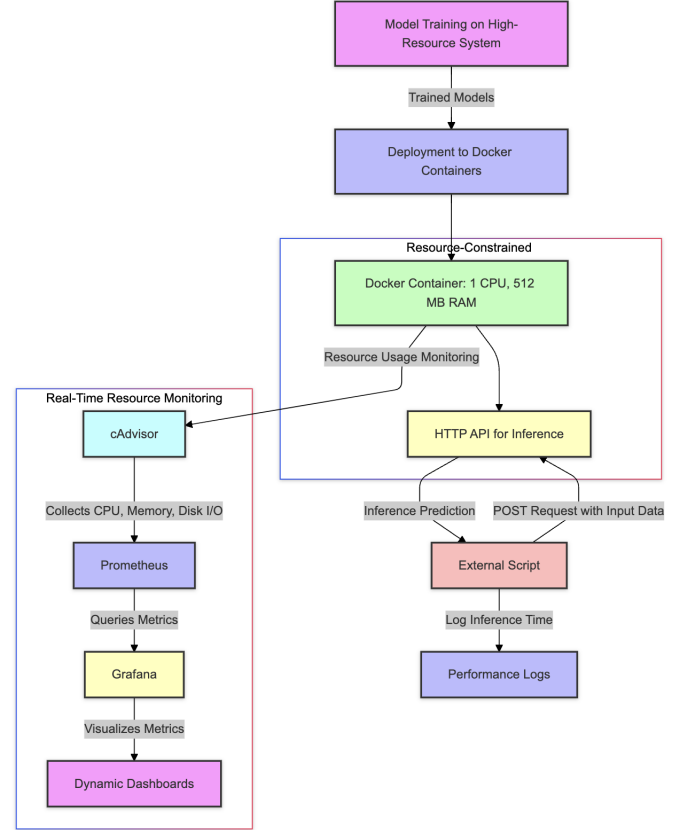 Model Training on High-
Resource System
Trained Models
Deployment to Docker
Containers
Resource-Constrained
Docker Container: 1 CPU, 512
MB RAM
Resource Usage Monitoring
Real-Time Resource Monitoring
cAdvisor
HTTP API for Inference
Collects CPU, Memory, Disk I/O
Inference Prediction
POST Request with Input Data
Prometheus
External Script
Queries Metrics
Log Inference Time
Grafana
Performance Logs
Visualizes Metrics
Dynamic Dashboards